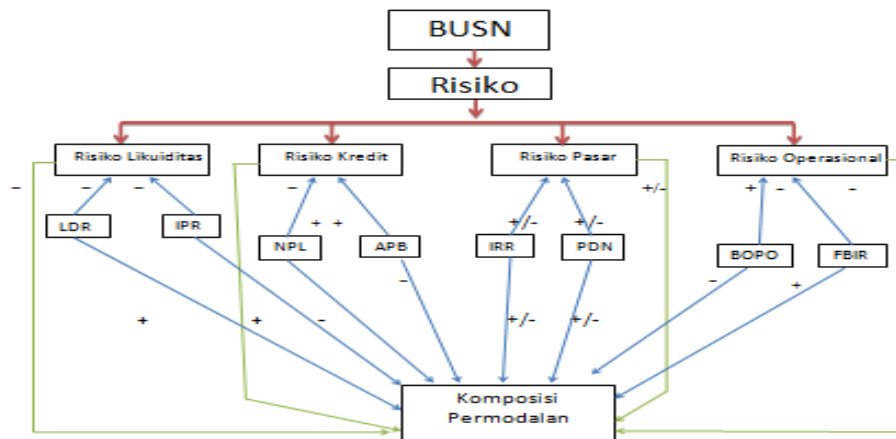 BUSN
Risiko
Risiko Likuiditas Risiko Kredit Risiko Pasar Risiko Operasional
– – – – +/- + – –
LDR IPR + + +/- +/-
NPL APB IRR PDN BOPO FBIR
– – +
+ + – +/- +/-
Komposisi
Permodalan